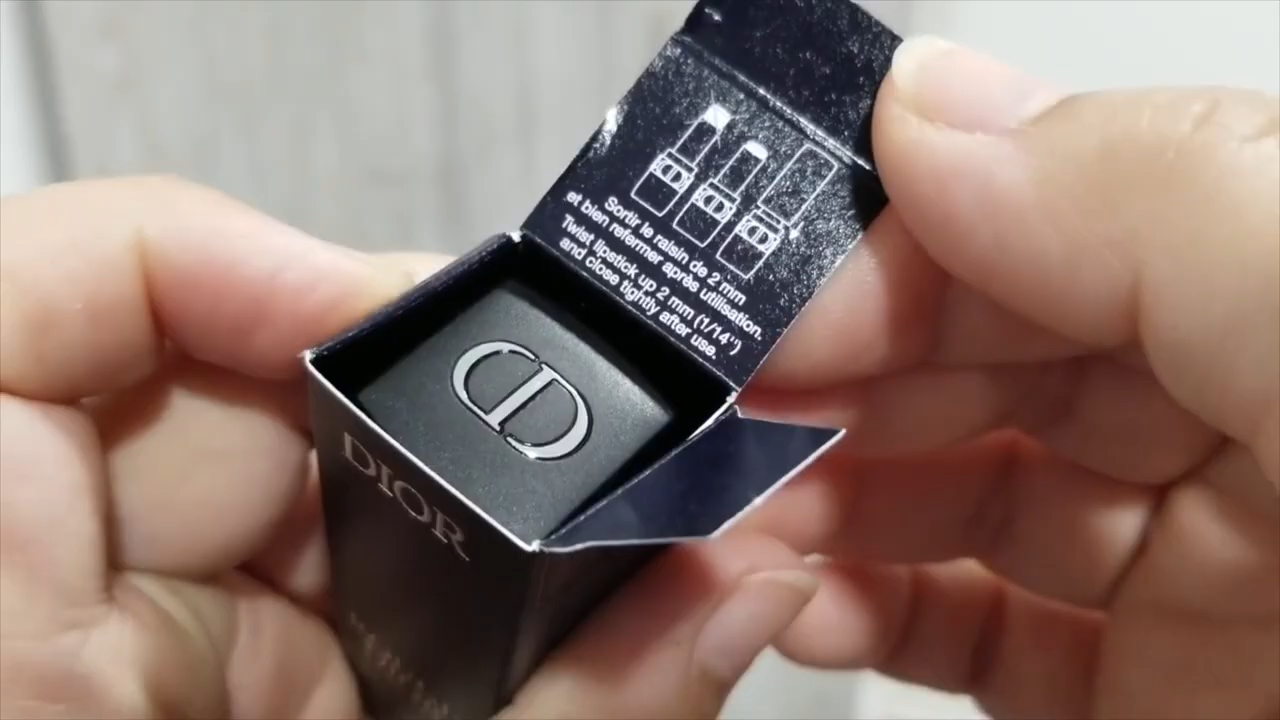 Sortir le raisin de 2 mm
et bien refermer après utilisation.
Twist lipstick up 2 mm (1/14'')
and close tightly after use.
CD
DIOR